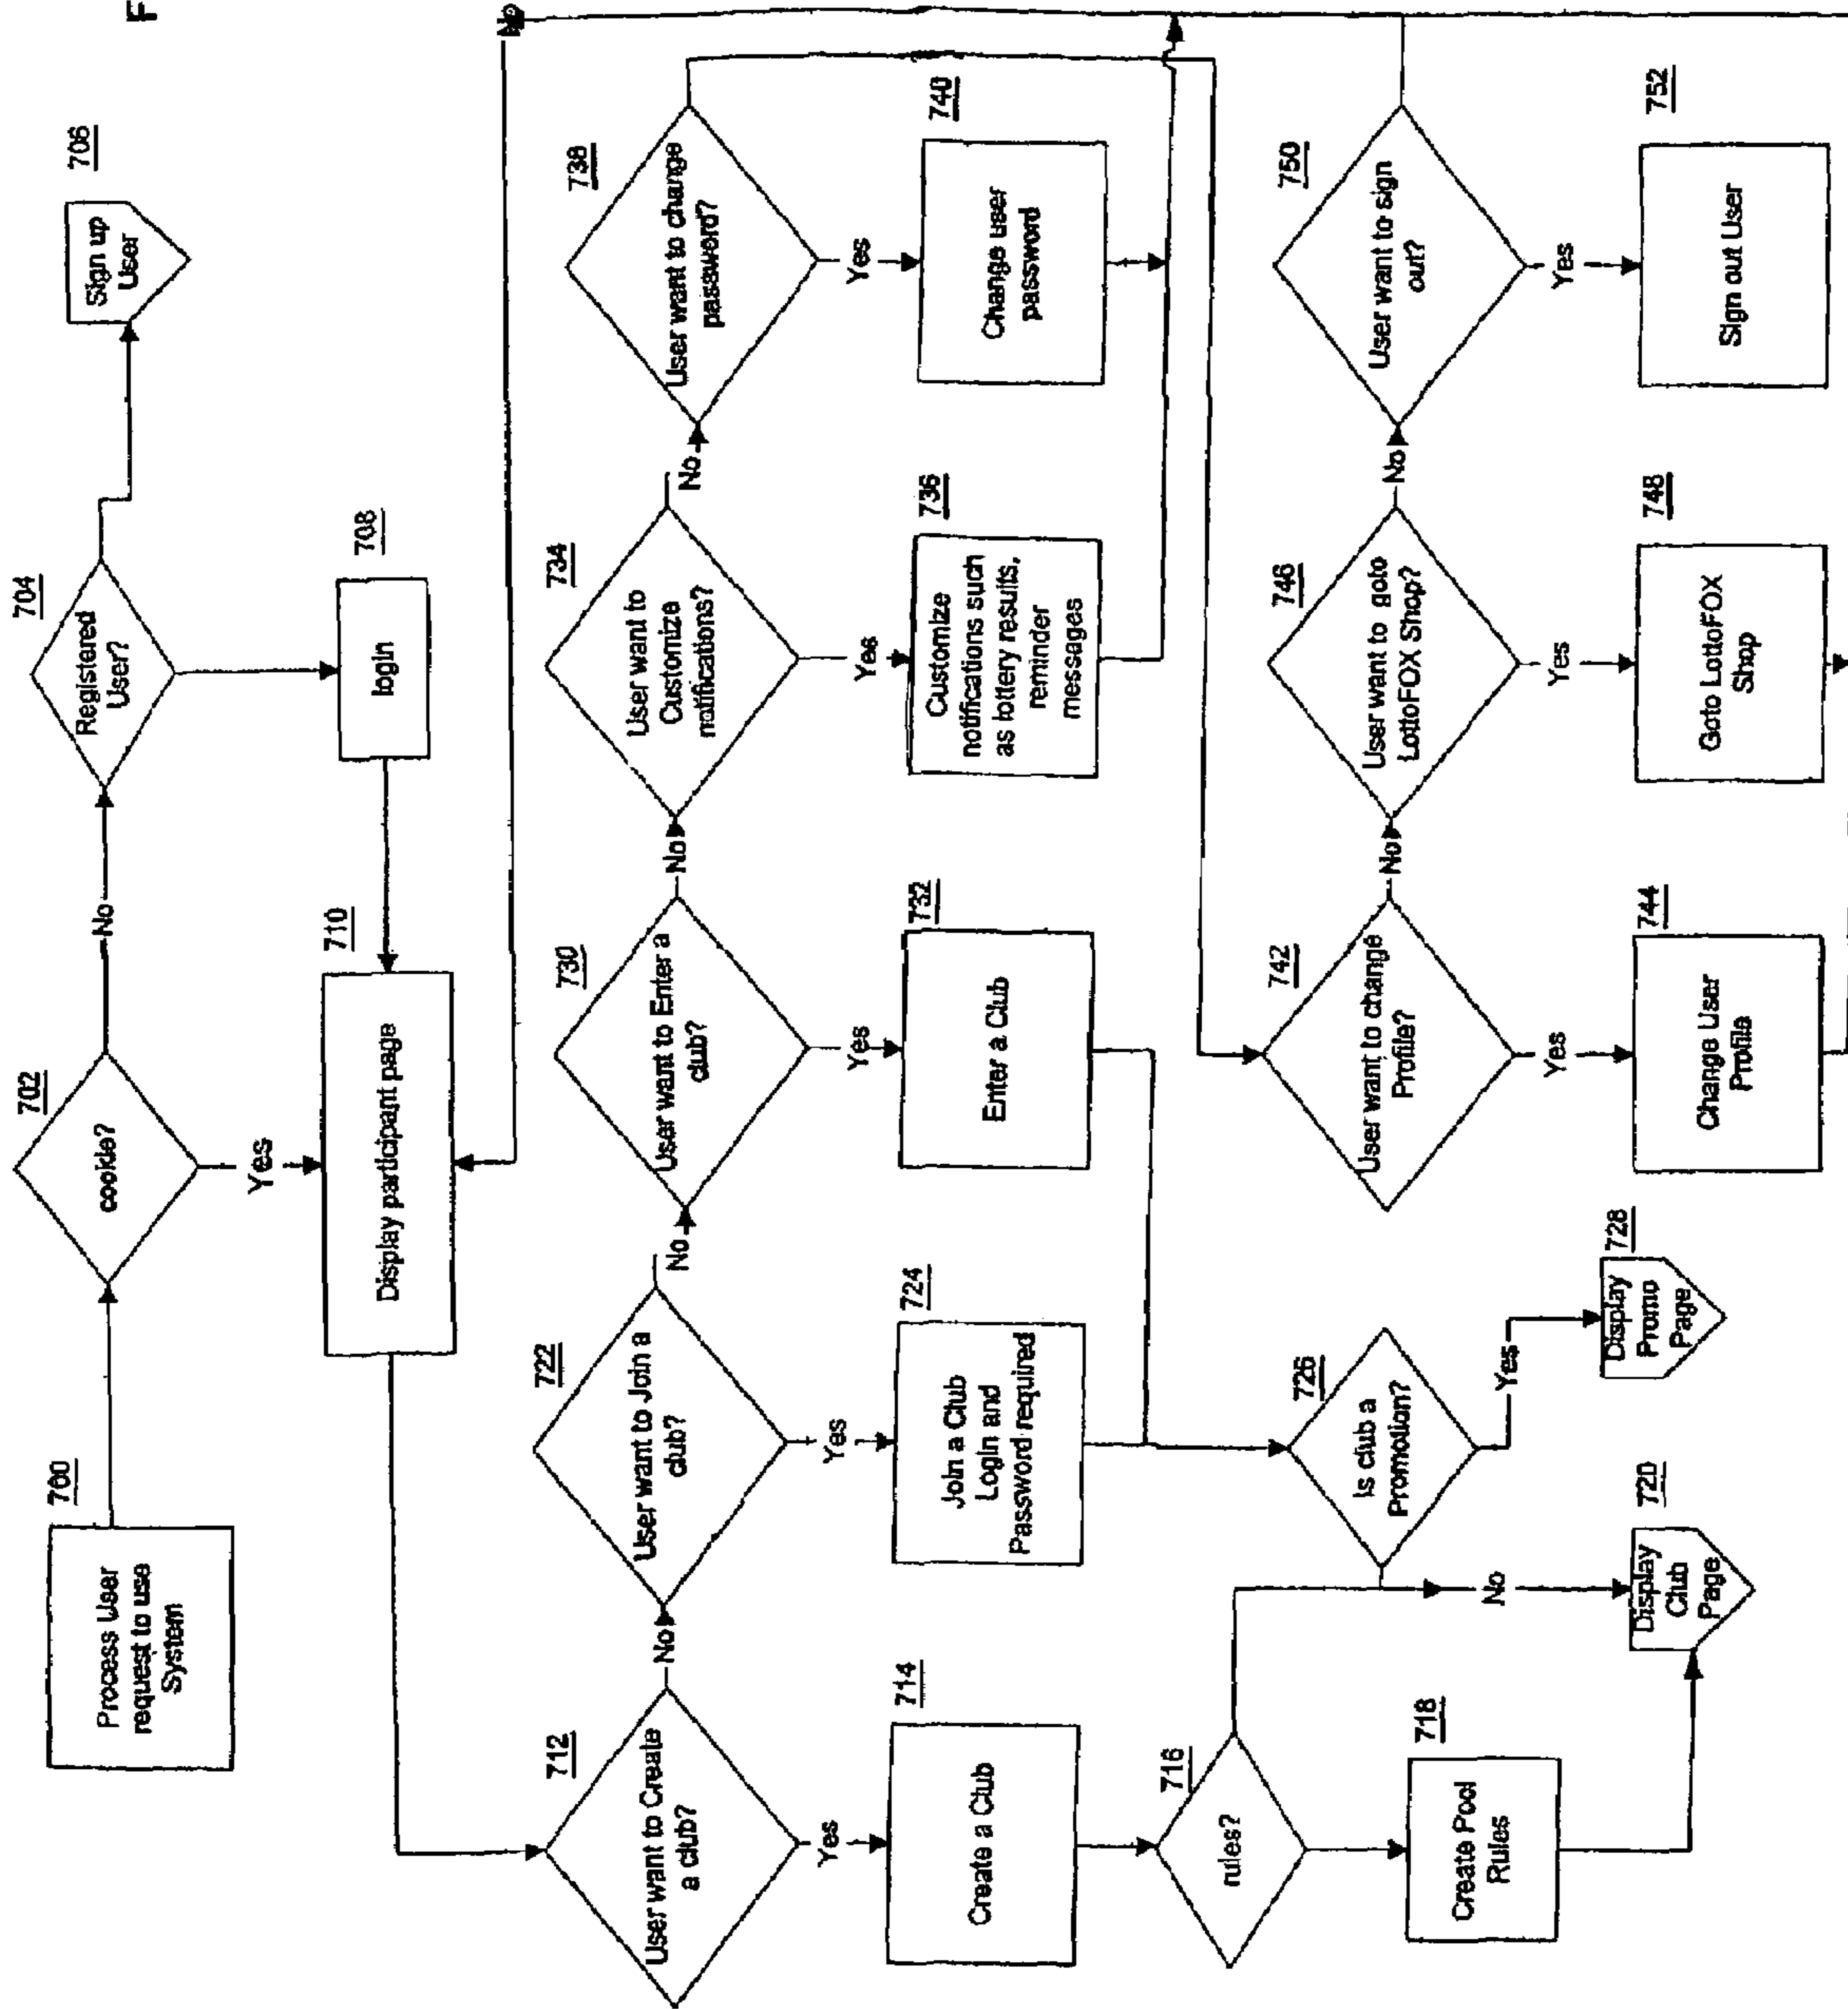 F
700
Process User
request to use
System
702
cookie?
No
Yes
704
Registered
User?
706
Sign up
User
708
login
710
Display participant page
No
712
User want to Create
a club?
No
Yes
714
Create a Club
716
rules?
718
Create Pool
Rules
720
Display
Club
Page
722
User want to Join a
club?
No
Yes
724
Join a Club
Login and
Password required
726
Is club a
Promotion?
Yes
No
728
Display
Promo
Page
730
User want to Enter a
club?
No
Yes
732
Enter a Club
734
User want to
Customize
notifications?
No
Yes
736
Customize
notifications such
as lottery results,
reminder
messages
738
User want to change
password?
Yes
740
Change user
password
742
User want to change
Profile?
No
Yes
744
Change User
Profile
746
User want to goto
LottoFOX Shop?
No
Yes
748
Goto LottoFOX
Shop
750
User want to sign
out?
Yes
752
Sign out User